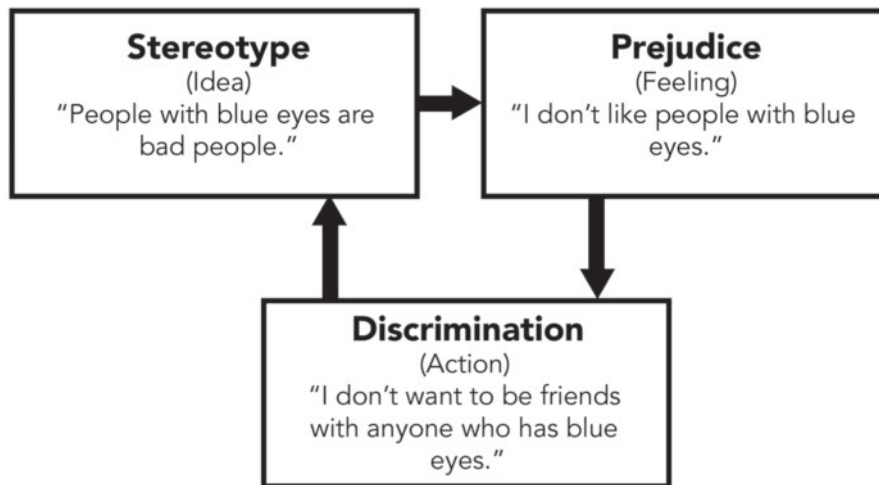 Stereotype
(Idea)
“People with blue eyes are
bad people.”
Prejudice
(Feeling)
“I don’t like people with blue
eyes.”
Discrimination
(Action)
“I don’t want to be friends
with anyone who has blue
eyes.”